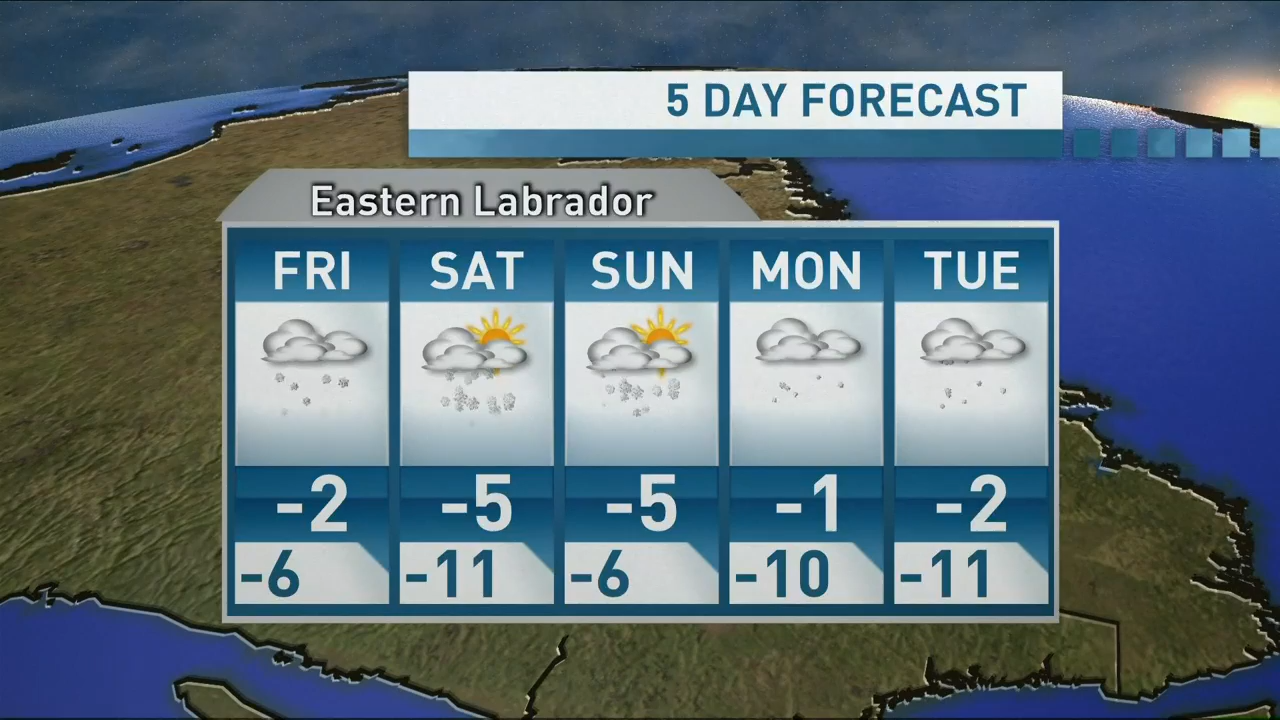 5 DAY FORECAST
Eastern Labrador
FRI SAT SUN MON TUE
-2 -5 -5 -1 -2
-6 -11 -6 -10 -11